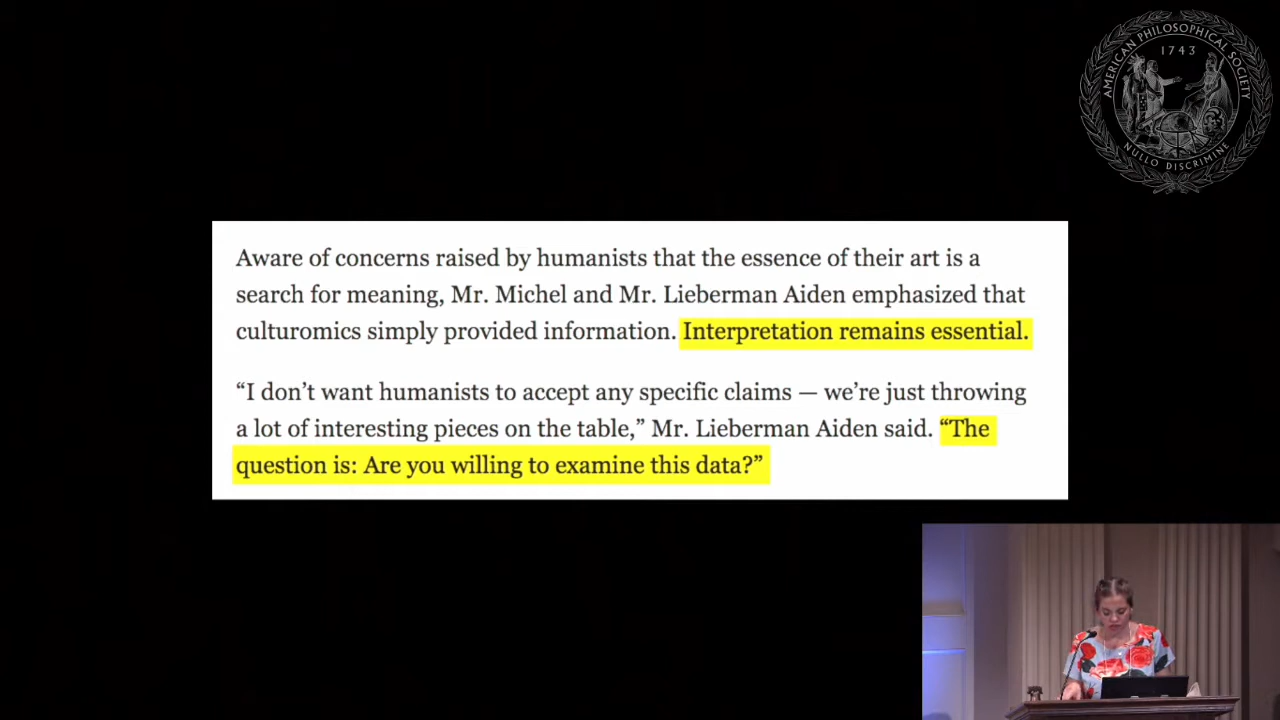 AMERICAN PHILOSOPHICAL SOCIETY
1743
NULLO DISCRIMINE
Aware of concerns raised by humanists that the essence of their art is a
search for meaning, Mr. Michel and Mr. Lieberman Aiden emphasized that
culturomics simply provided information. Interpretation remains essential.
“I don’t want humanists to accept any specific claims — we’re just throwing
a lot of interesting pieces on the table,” Mr. Lieberman Aiden said. “The
question is: Are you willing to examine this data?”